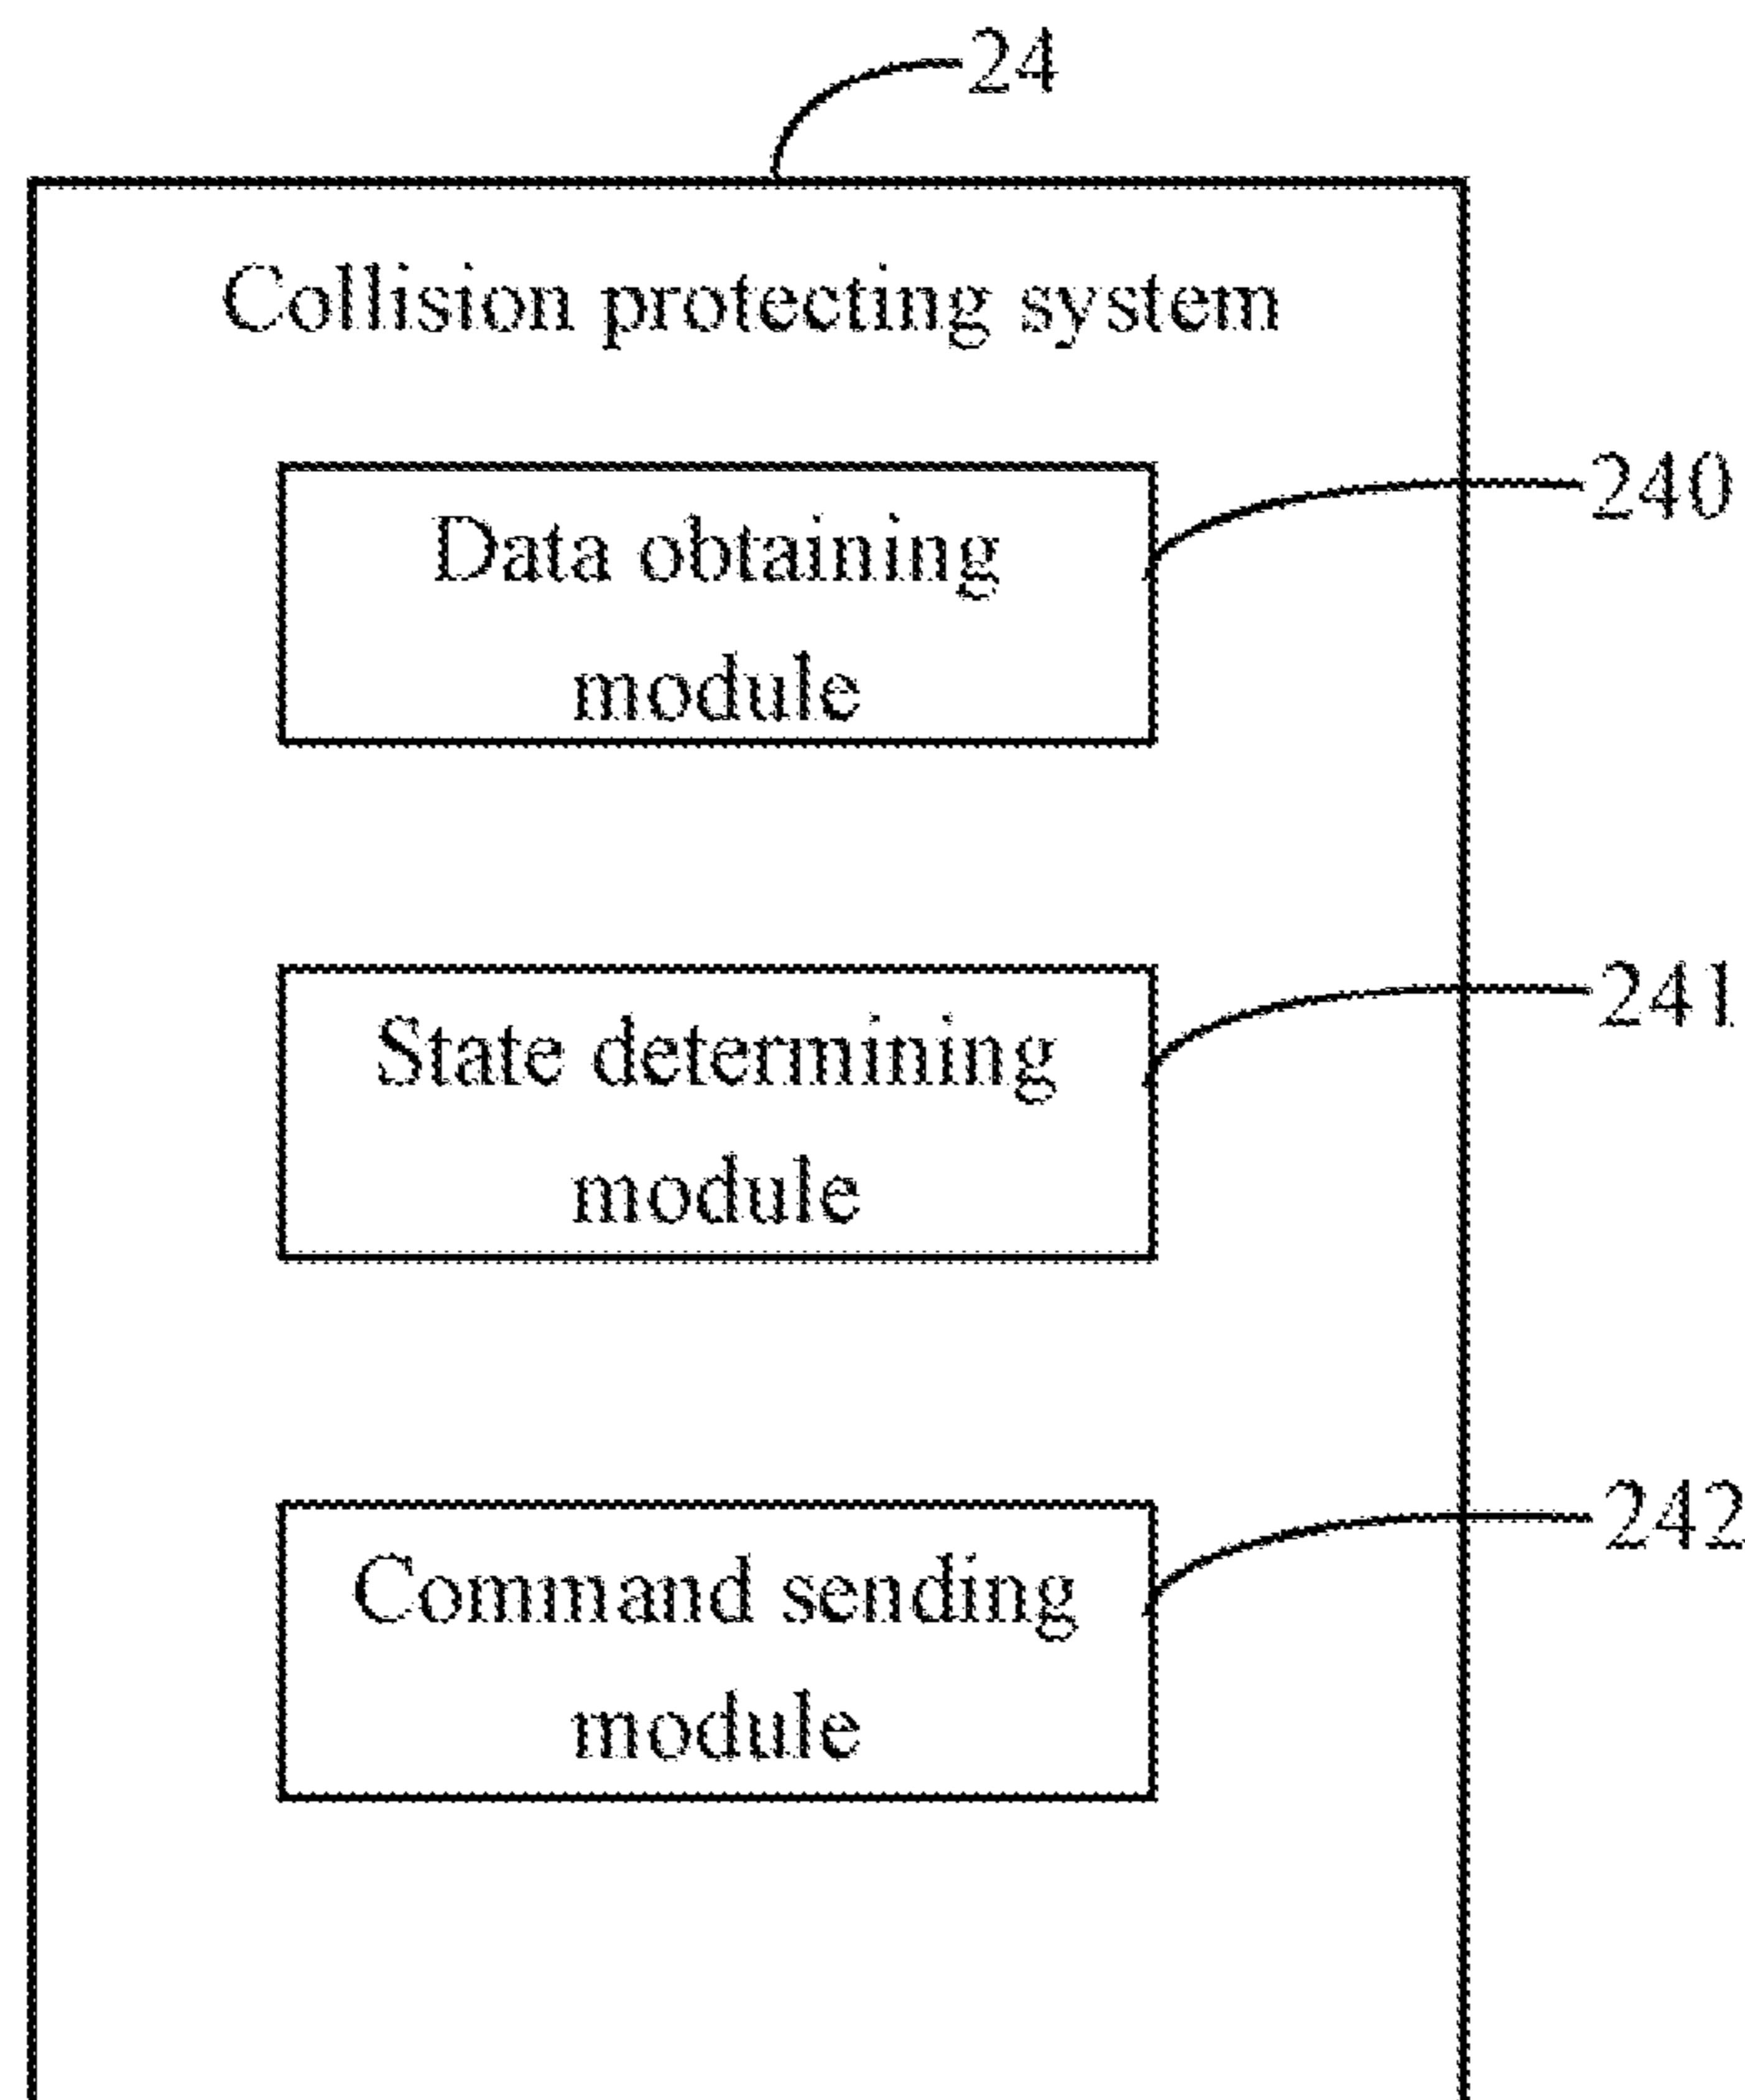 24
Collision protecting system
240
Data obtaining
module
241
State determining
module
242
Command sending
module